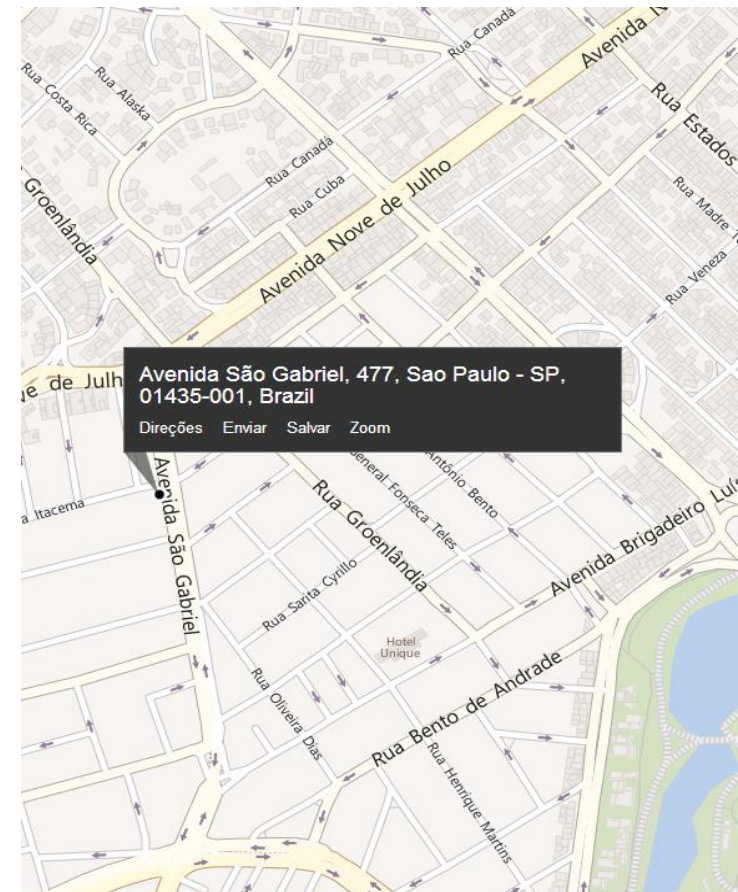 Rua Canadá
Avenida N
Rua Costa Rica
Rua Alaska
Rua Estados
Rua Canadá
Rua Cuba
Groenlândia
Avenida Nove de Julho
Rua Madre T
Rua Veneza
e de Julh
Avenida São Gabriel, 477, Sao Paulo - SP,
01435-001, Brazil
Direções Enviar Salvar Zoom
a Itacema
Avenida São Gabriel
General Fonseca Teles
Antônio Bento
Rua Groenlândia
Avenida Brigadeiro Luís
Rua Sarita Cyrillo
Hotel
Unique
Rua Oliveira Dias
Rua Bento de Andrade
Rua Henrique Martins